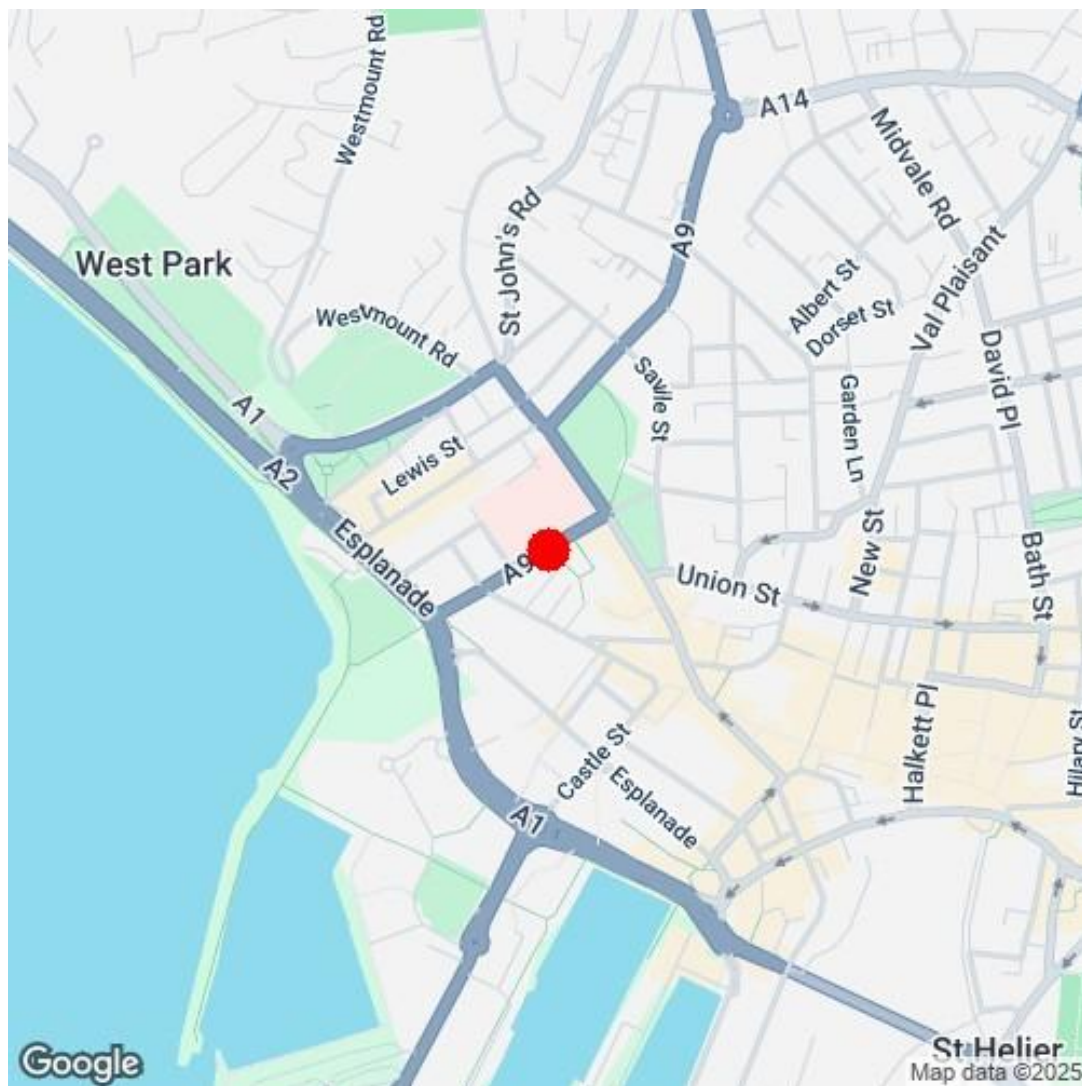 Westmount Rd
A14
Midvale Rd
St John's Rd
A9
West Park
Albert St
Dorset St
Val Plaisant
Westmount Rd
Saville St
David Pl
A1
Garden Ln
A2
Lewis St
Esplanade
New St
Bath St
A9
Union St
Halkett Pl
Castle St
Esplanade
A1
Google
St Helier
Map data ©2025